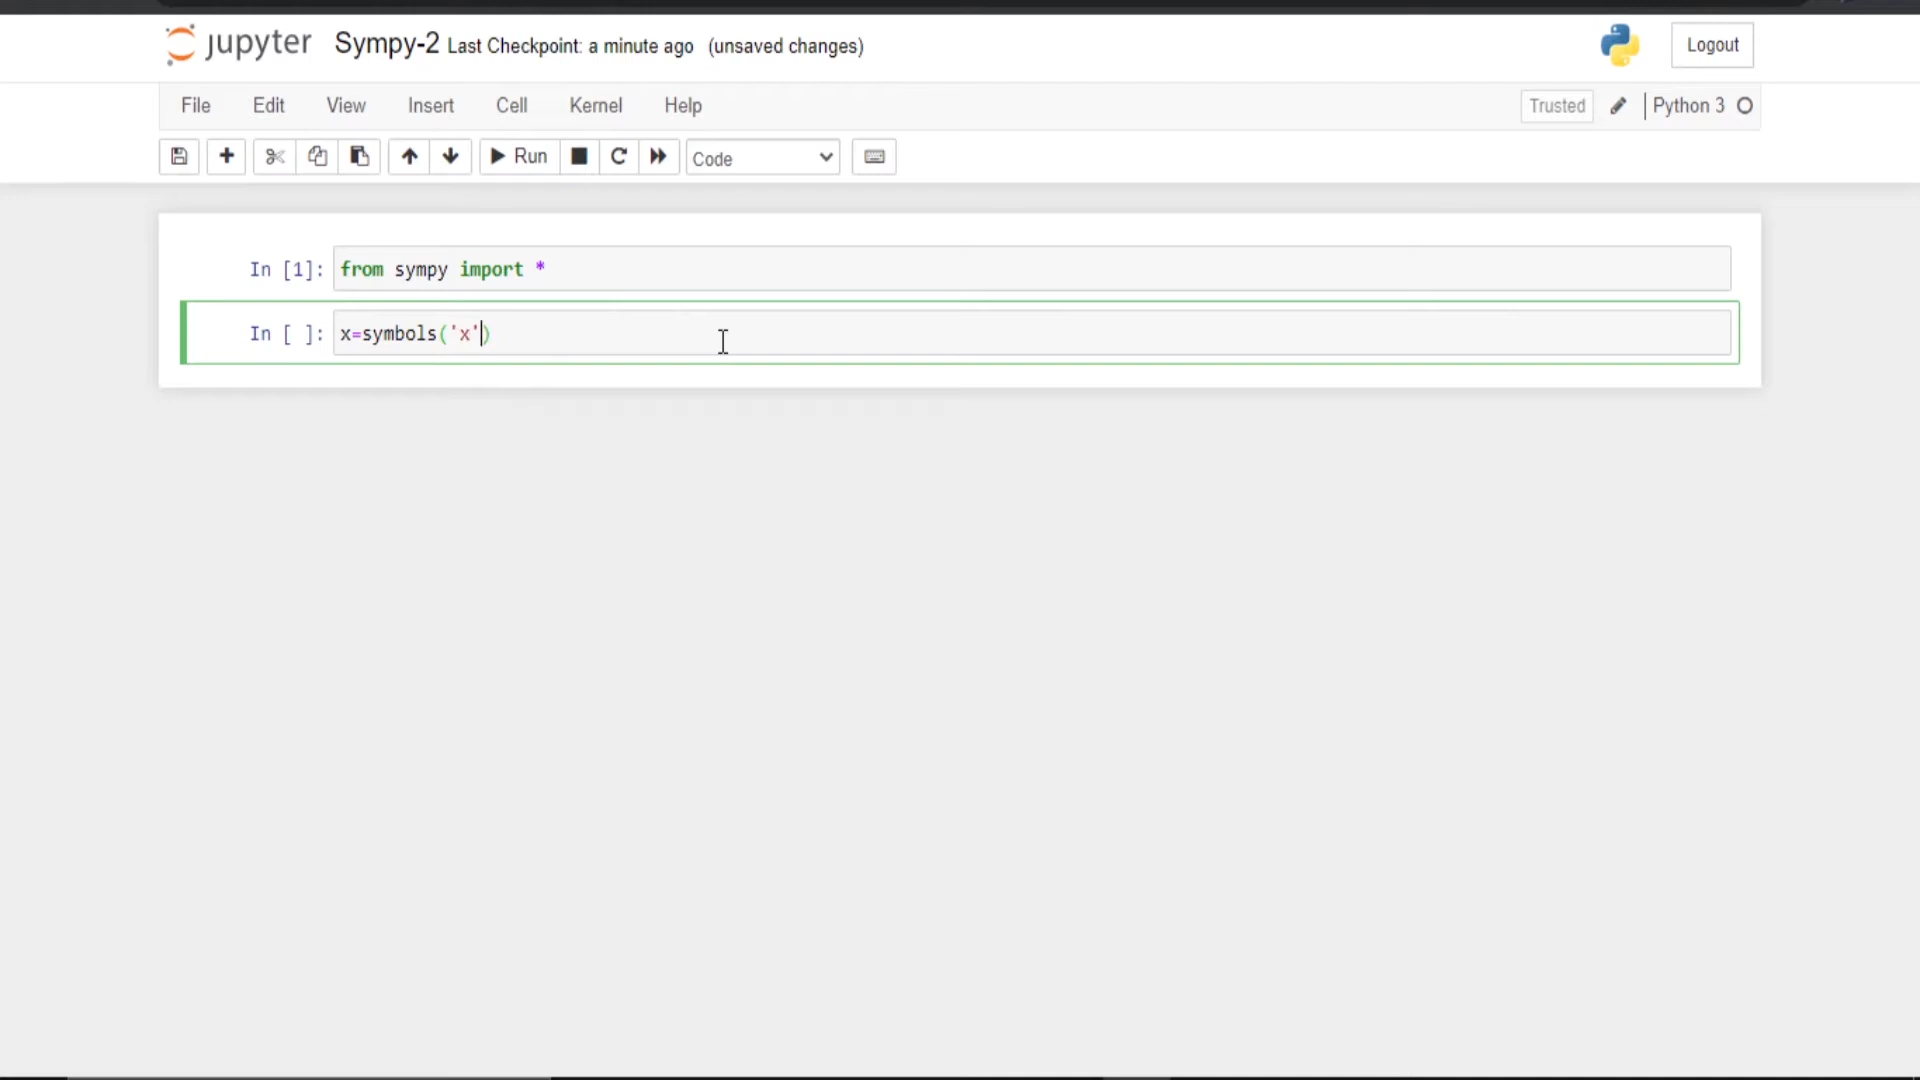 jupyter Sympy-2 Last Checkpoint: a minute ago (unsaved changes) Logout
File Edit View Insert Cell Kernel Help Trusted Python 3
Run Code
In [1]: from sympy import *
In [ ]: x=symbols('x')